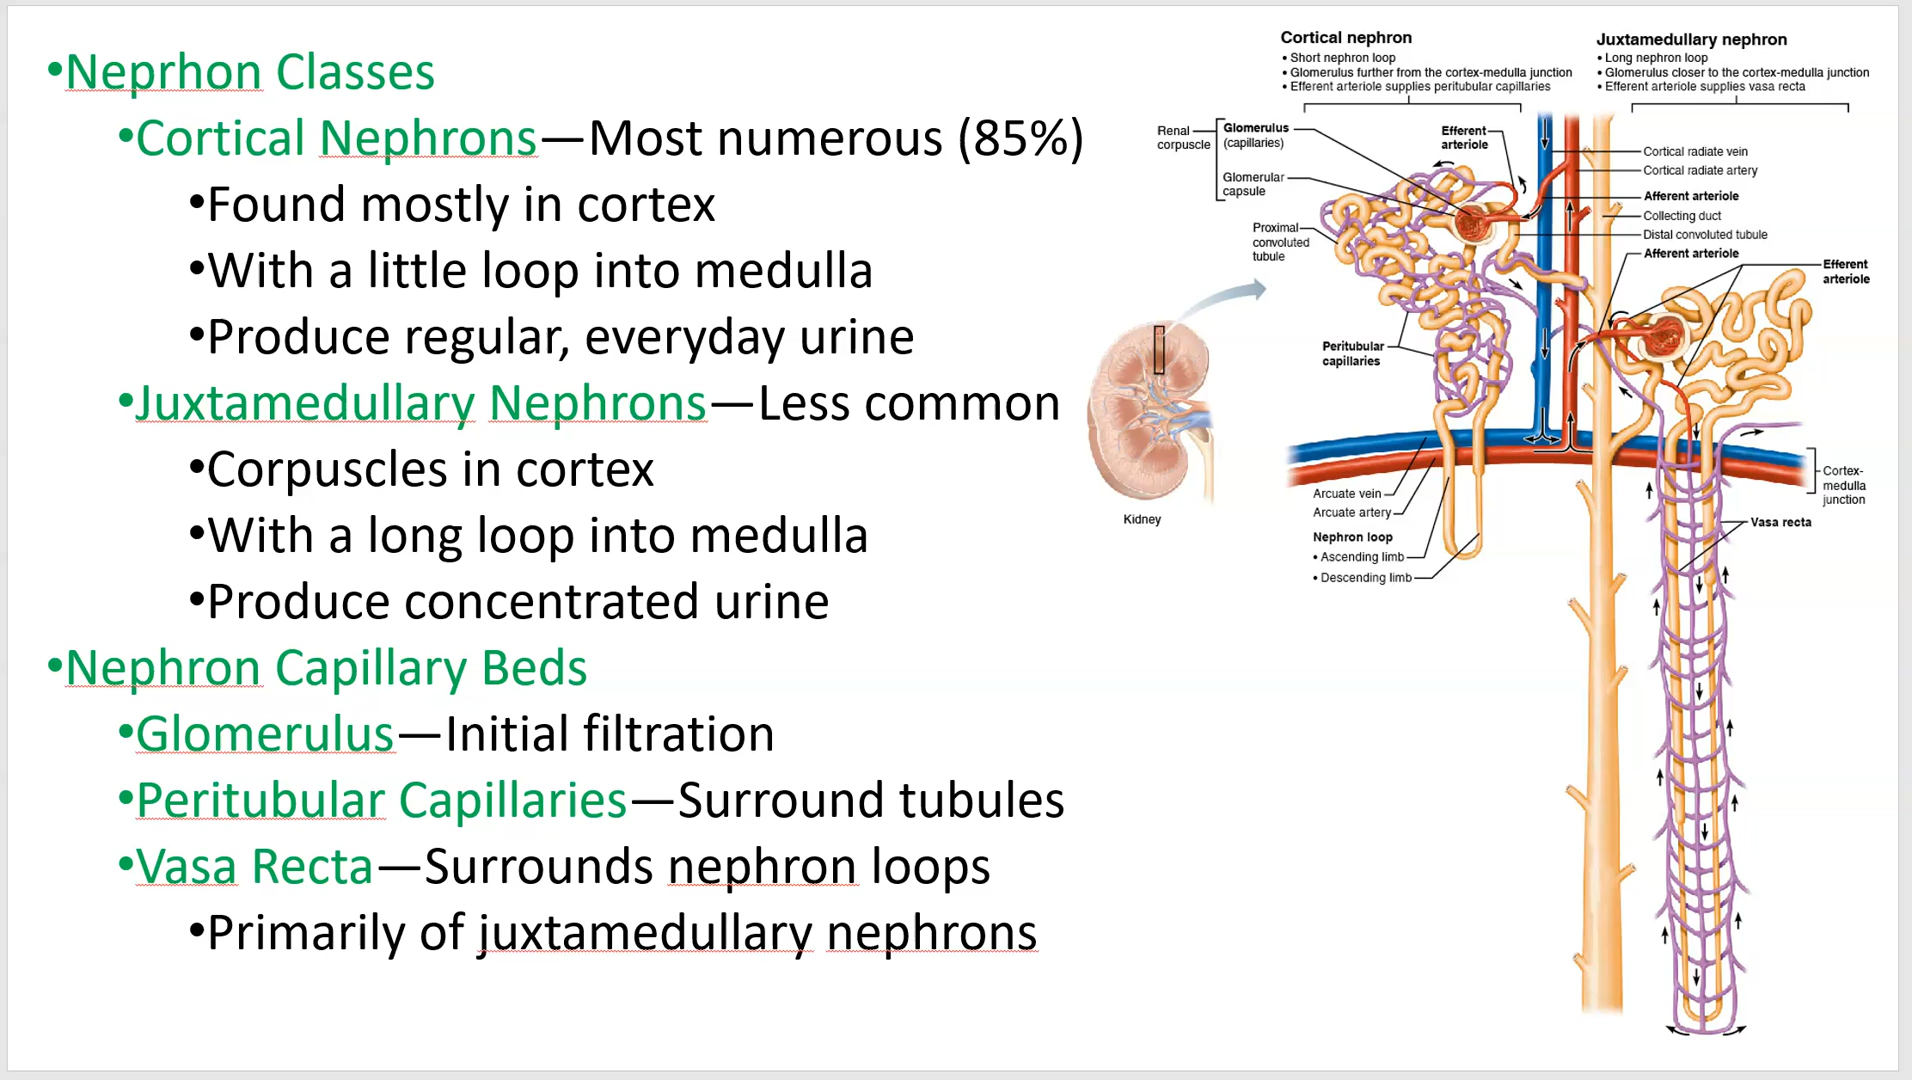 •Neprhon Classes
•Cortical Nephrons—Most numerous (85%)
•Found mostly in cortex
•With a little loop into medulla
•Produce regular, everyday urine
•Juxtamedullary Nephrons—Less common
•Corpuscles in cortex
•With a long loop into medulla
•Produce concentrated urine
•Nephron Capillary Beds
•Glomerulus—Initial filtration
•Peritubular Capillaries—Surround tubules
•Vasa Recta—Surrounds nephron loops
•Primarily of juxtamedullary nephrons
Cortical nephron
• Short nephron loop
• Glomerulus further from the cortex-medulla junction
• Efferent arteriole supplies peritubular capillaries
Juxtamedullary nephron
• Long nephron loop
• Glomerulus closer to the cortex-medulla junction
• Efferent arteriole supplies vasa recta
Renal
corpuscle
Glomerulus
(capillaries)
Glomerular
capsule
Efferent
arteriole
Proximal
convoluted
tubule
Cortical radiate vein
Cortical radiate artery
Afferent arteriole
Collecting duct
Distal convoluted tubule
Afferent arteriole
Efferent
arteriole
Peritubular
capillaries
Kidney
Arcuate vein
Arcuate artery
Nephron loop
• Ascending limb
• Descending limb
Cortex-
medulla
junction
Vasa recta